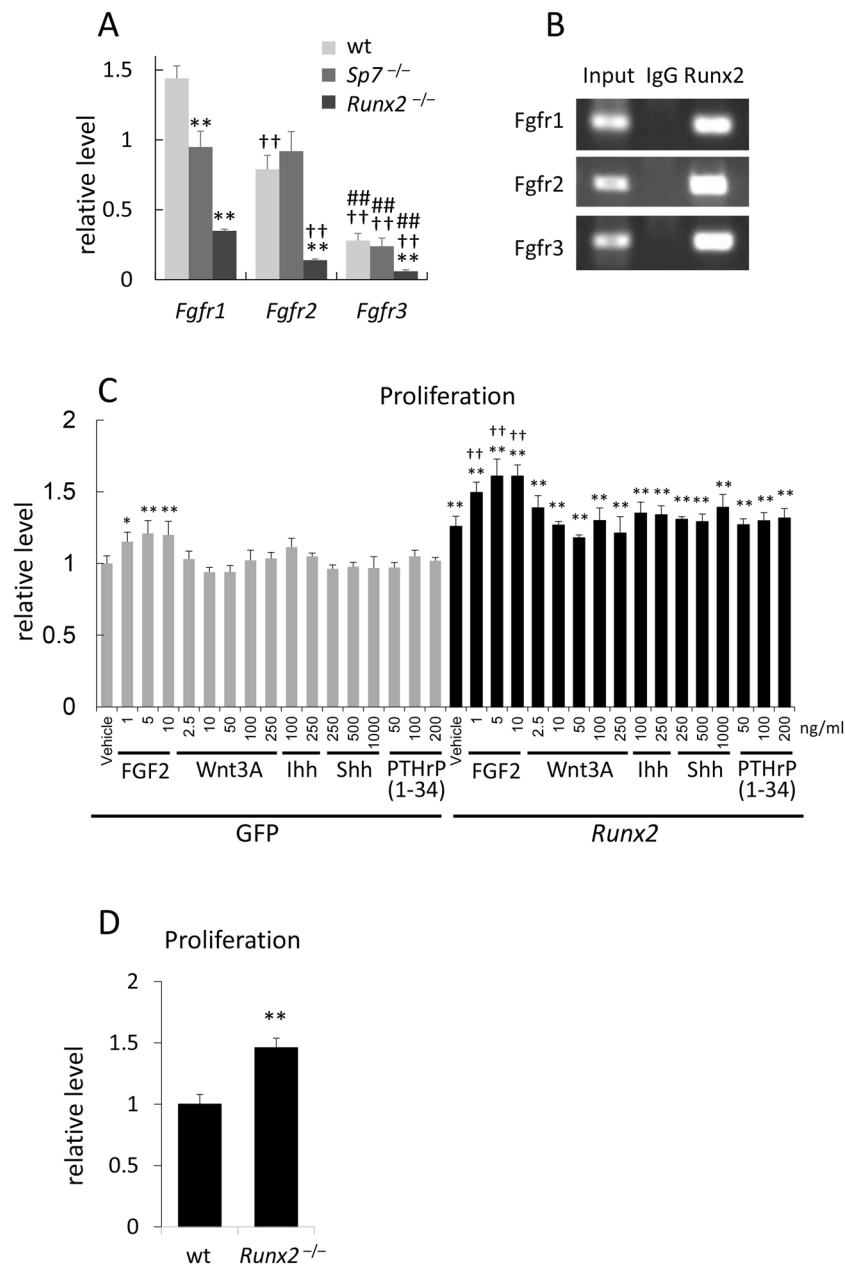 A
wt
Sp7 –/–
Runx2 –/–
relative level
1.5
1
0.5
0
**
**
††
††
**
##
††
##
††
##
††
**
Fgfr1
Fgfr2
Fgfr3
B
Input IgG Runx2
Fgfr1
Fgfr2
Fgfr3
C
Proliferation
relative level
2
1.5
1
0.5
0
* ** **
** †† ** †† ** †† ** ** ** ** ** ** ** ** ** ** ** ** ** **
Vehicle 1 5 10 2.5 10 50 100 250 100 250 250 500 1000 50 100 200 Vehicle 1 5 10 2.5 10 50 100 250 100 250 250 500 1000 50 100 200 ng/ml
FGF2 Wnt3A Ihh Shh PTHrP FGF2 Wnt3A Ihh Shh PTHrP
(1-34) (1-34)
GFP Runx2
D
Proliferation
relative level
2
1.5
1
0.5
0
**
wt Runx2 –/–